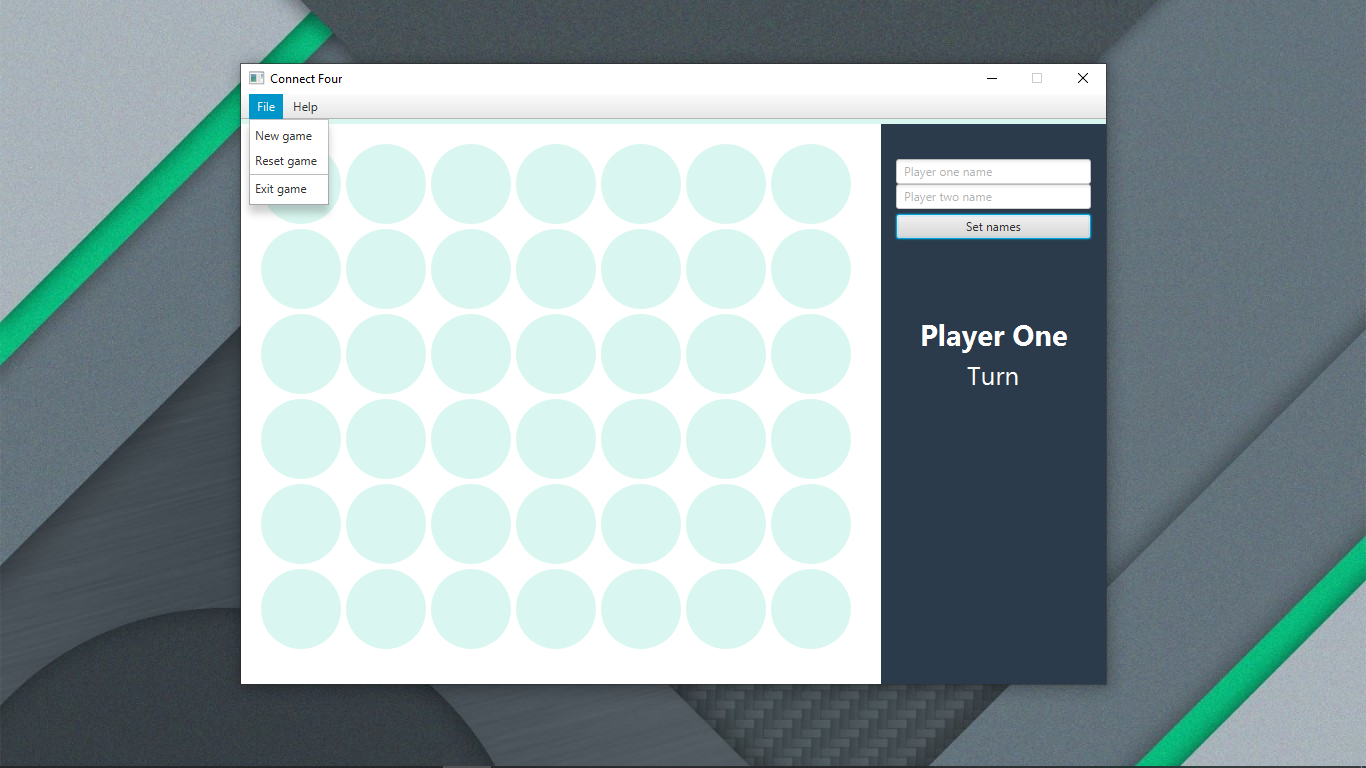 Connect Four
File Help
New game
Reset game
Exit game
Player one name
Player two name
Set names
Player One
Turn